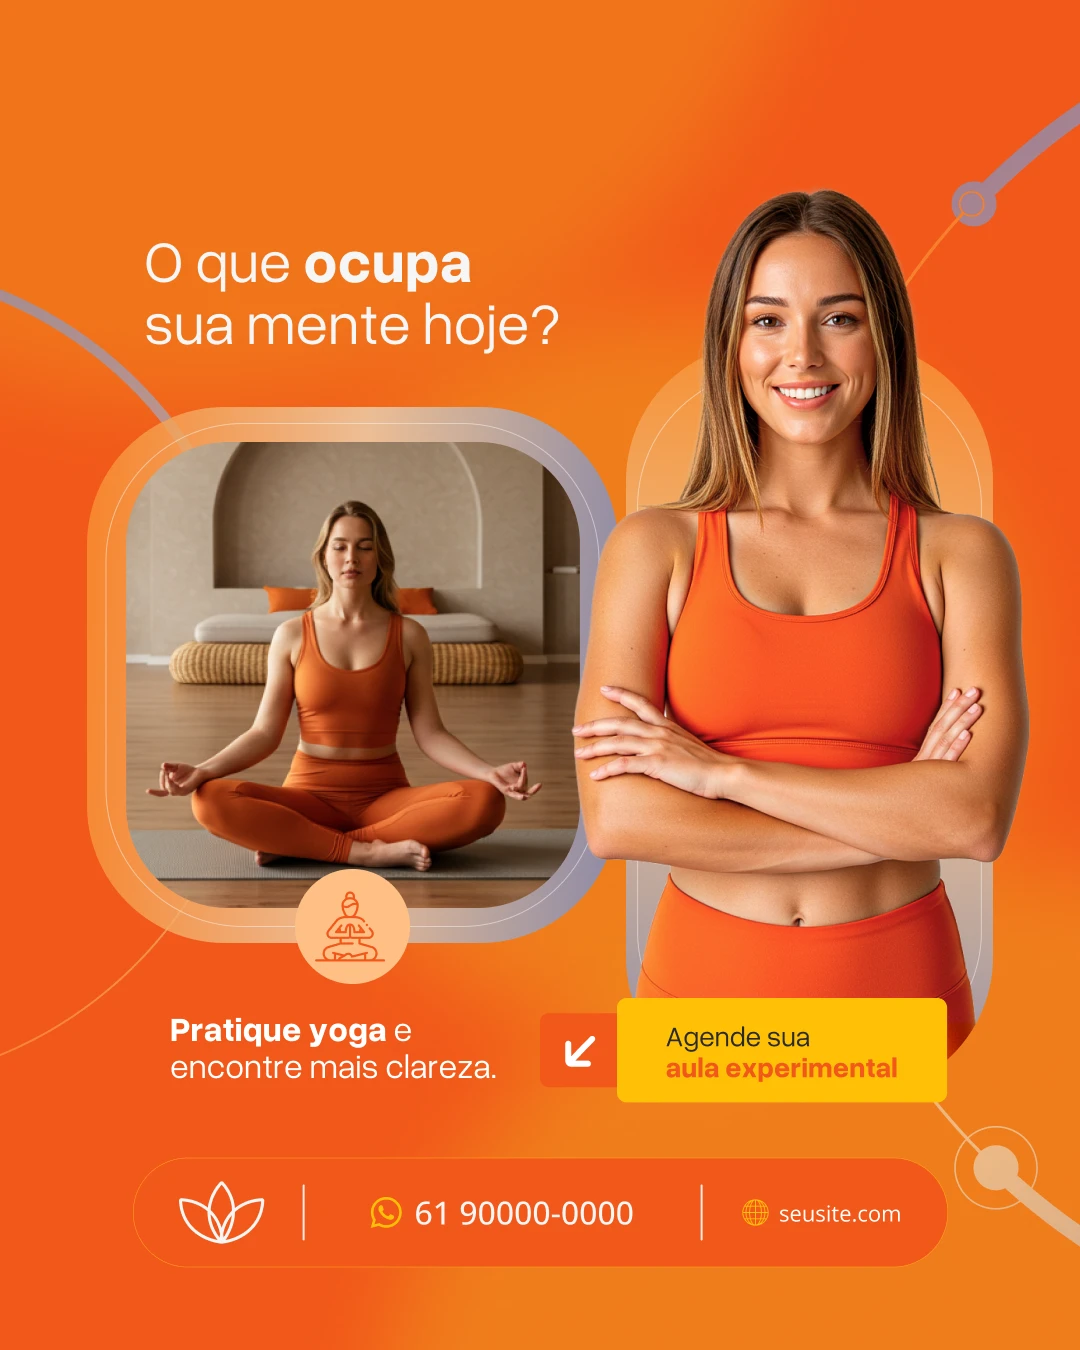 O que ocupa
sua mente hoje?
Pratique yoga e
encontre mais clareza.
Agende sua
aula experimental
61 90000-0000
seusite.com